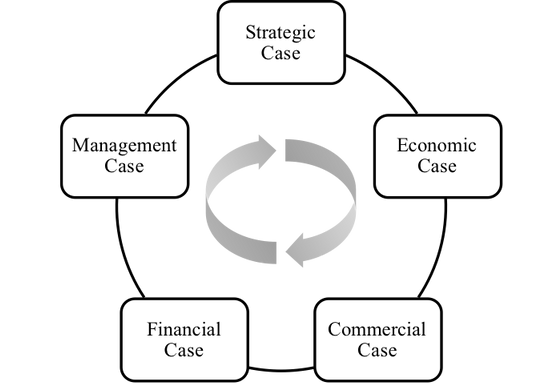 Strategic
Case
Management
Case
Economic
Case
Financial
Case
Commercial
Case